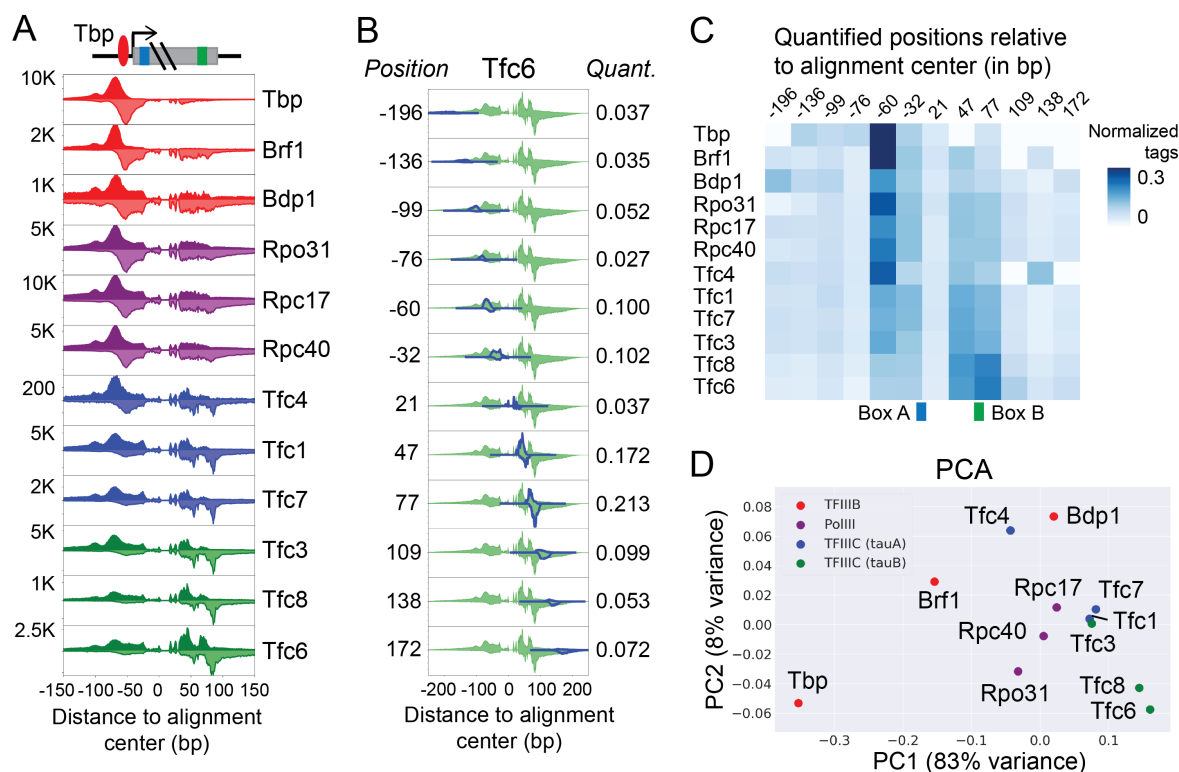 A
Tbp
10K
Tbp
2K
Brf1
1K
Bdp1
5K
Rpo31
10K
Rpc17
5K
Rpc40
200
Tfc4
5K
Tfc1
2K
Tfc7
5K
Tfc3
1K
Tfc8
2.5K
Tfc6
-150 -100 -50 0 50 100 150
Distance to alignment
center (bp)
B
Position Tfc6 Quant.
-196 0.037
-136 0.035
-99 0.052
-76 0.027
-60 0.100
-32 0.102
21 0.037
47 0.172
77 0.213
109 0.099
138 0.053
172 0.072
-200 -100 0 100 200
Distance to alignment
center (bp)
C
Quantified positions relative
to alignment center (in bp)
-196 -136 -99 -76 -60 -32 21 47 77 109 138 172
Tbp
Brf1
Bdp1
Rpo31
Rpc17
Rpc40
Tfc4
Tfc1
Tfc7
Tfc3
Tfc8
Tfc6
Normalized
tags
0.3
0
Box A Box B
D
PCA
TFIIIB
PolIII
TFIIIC (tauA)
TFIIIC (tauB)
Tfc4 Bdp1
Brf1
Rpc17 Tfc7
Tfc1
Rpc40 Tfc3
Rpo31
Tbp
Tfc8
Tfc6
0.08
0.06
0.04
0.02
0.00
−0.02
−0.04
−0.06
PC2 (8% variance)
−0.3 −0.2 −0.1 0.0 0.1
PC1 (83% variance)